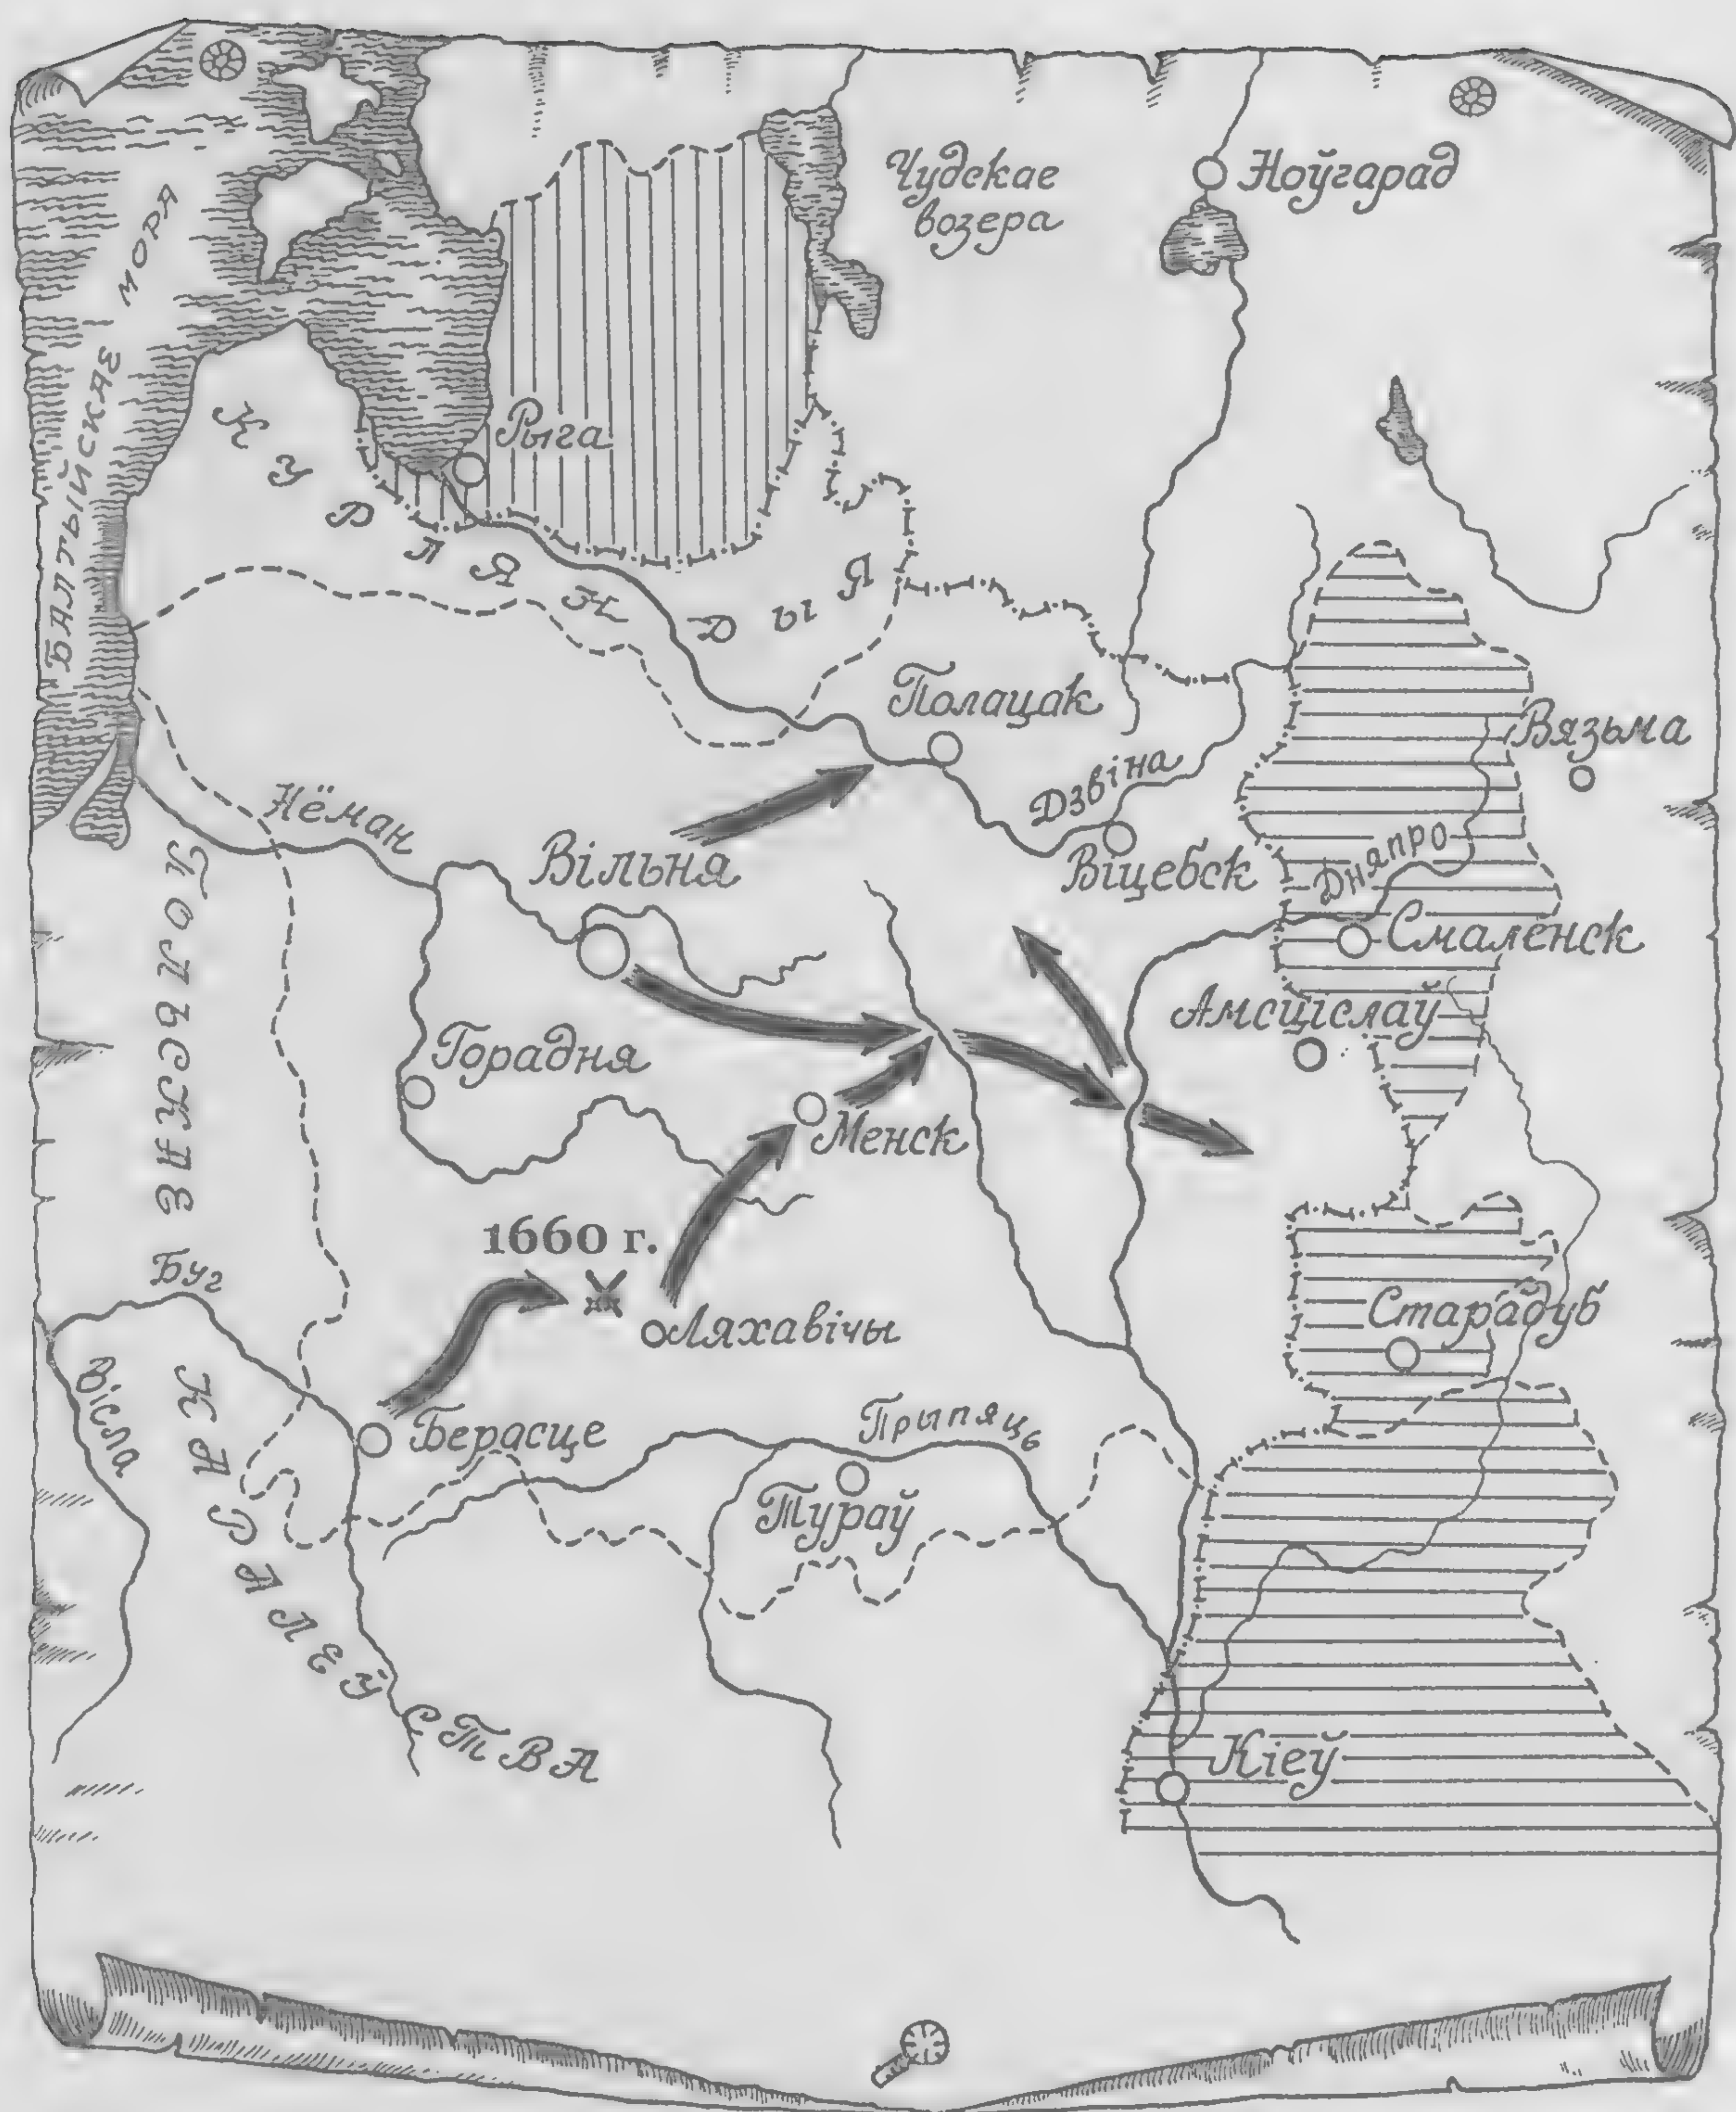 Чудскае
возера
Ноўгарад
БАЛТЫЙСКАЕ МОРА
Рыга
КУРЛЯНДЫЯ
Полацак
Вязьма
Дзвіна
Нёман
Вільня
Віцебск
Дняпро
Смаленск
Амсціслаў
Горадня
Менск
ПОЛЬСКАЕ
КАРАЛЕЎСТВА
1660 г.
Буг
Ляхавічы
Старадуб
Вісла
Берасце
Прыпяць
Тураў
Кіеў